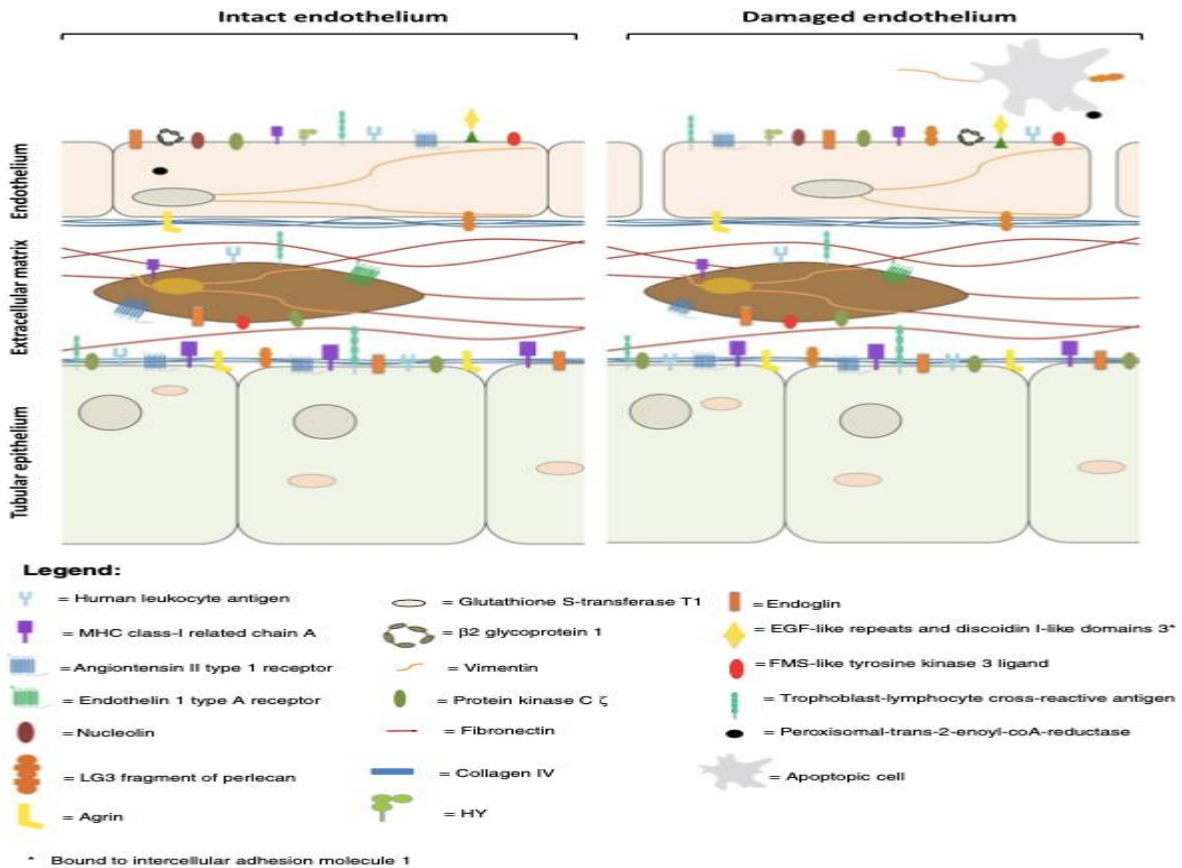 Intact endothelium
Damaged endothelium
Endothelium
Extracellular matrix
Tubular epithelium
Legend:
= Human leukocyte antigen
= MHC class-I related chain A
= Angiontensin II type 1 receptor
= Endothelin 1 type A receptor
= Nucleolin
= LG3 fragment of perlecan
= Agrin
= Glutathione S-transferase T1
= β2 glycoprotein 1
= Vimentin
= Protein kinase C ζ
= Fibronectin
= Collagen IV
= HY
= Endoglin
= EGF-like repeats and discoidin I-like domains 3*
= FMS-like tyrosine kinase 3 ligand
= Trophoblast-lymphocyte cross-reactive antigen
= Peroxisomal-trans-2-enoyl-coA-reductase
= Apoptopic cell
* Bound to intercellular adhesion molecule 1